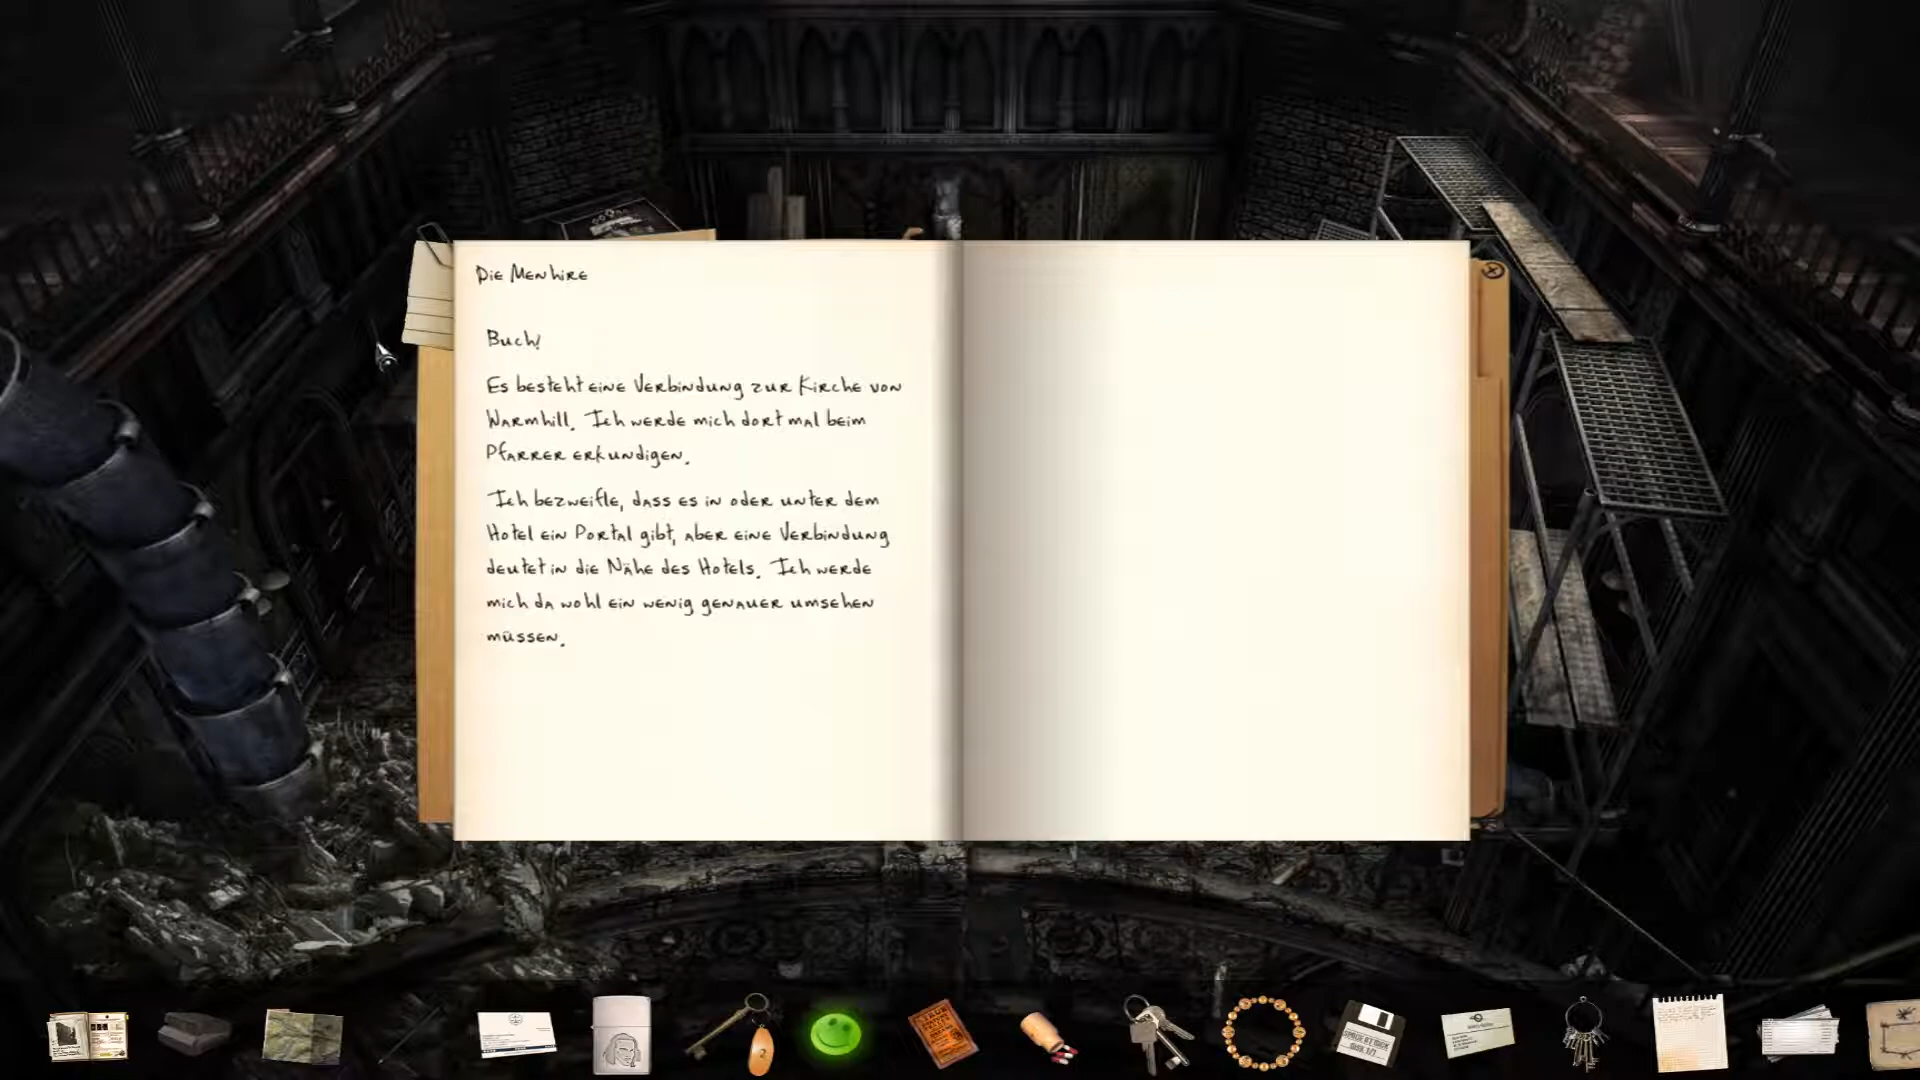 Die Menhire
Buch!
Es besteht eine Verbindung zur Kirche von
Warmhill. Ich werde mich dort mal beim
Pfarrer erkundigen.
Ich bezweifle, dass es in oder unter dem
Hotel ein Portal gibt, aber eine Verbindung
deutet in die Nähe des Hotels. Ich werde
mich da wohl ein wenig genauer umsehen
müssen.
2